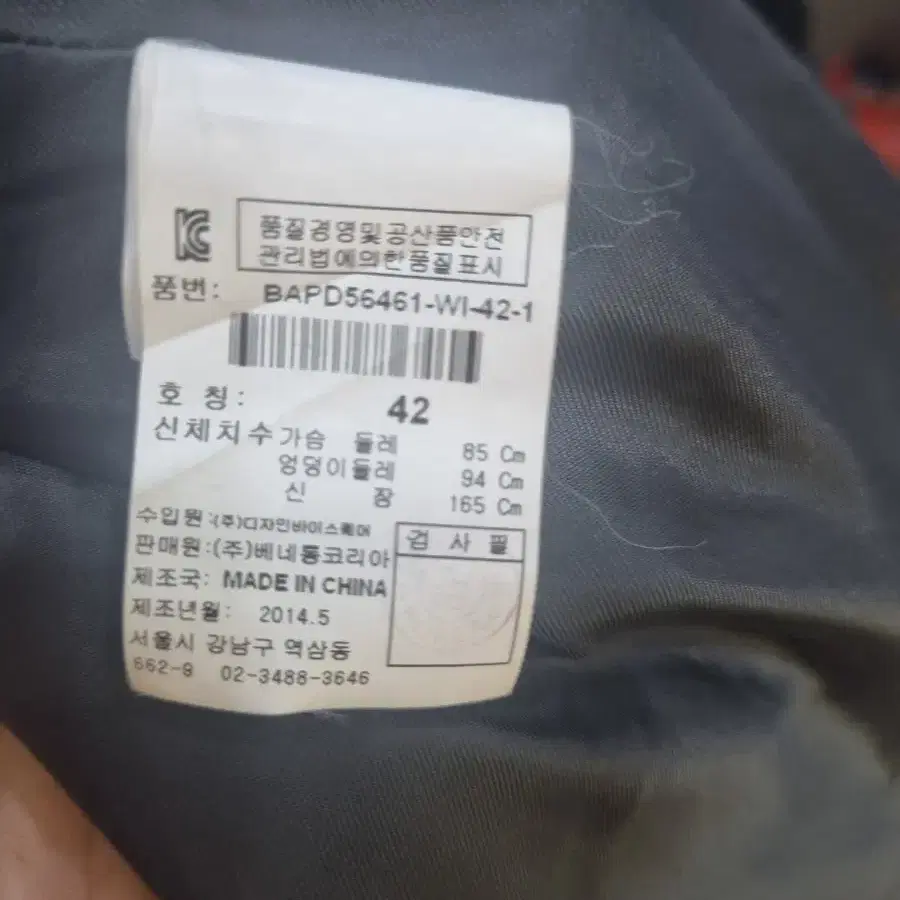 KC
품질경영및공산품안전
관리법에의한품질표시
품번: BAPD56461-WI-42-1
호 칭: 42
신체치수 가슴 둘레 85 Cm
엉덩이둘레 94 Cm
신 장 165 Cm
수입원:(주)디자인바이스퀘어
판매원:(주)베네통코리아
검 사 필
제조국: MADE IN CHINA
제조년월: 2014.5
서울시 강남구 역삼동
662-9 02-3488-3646